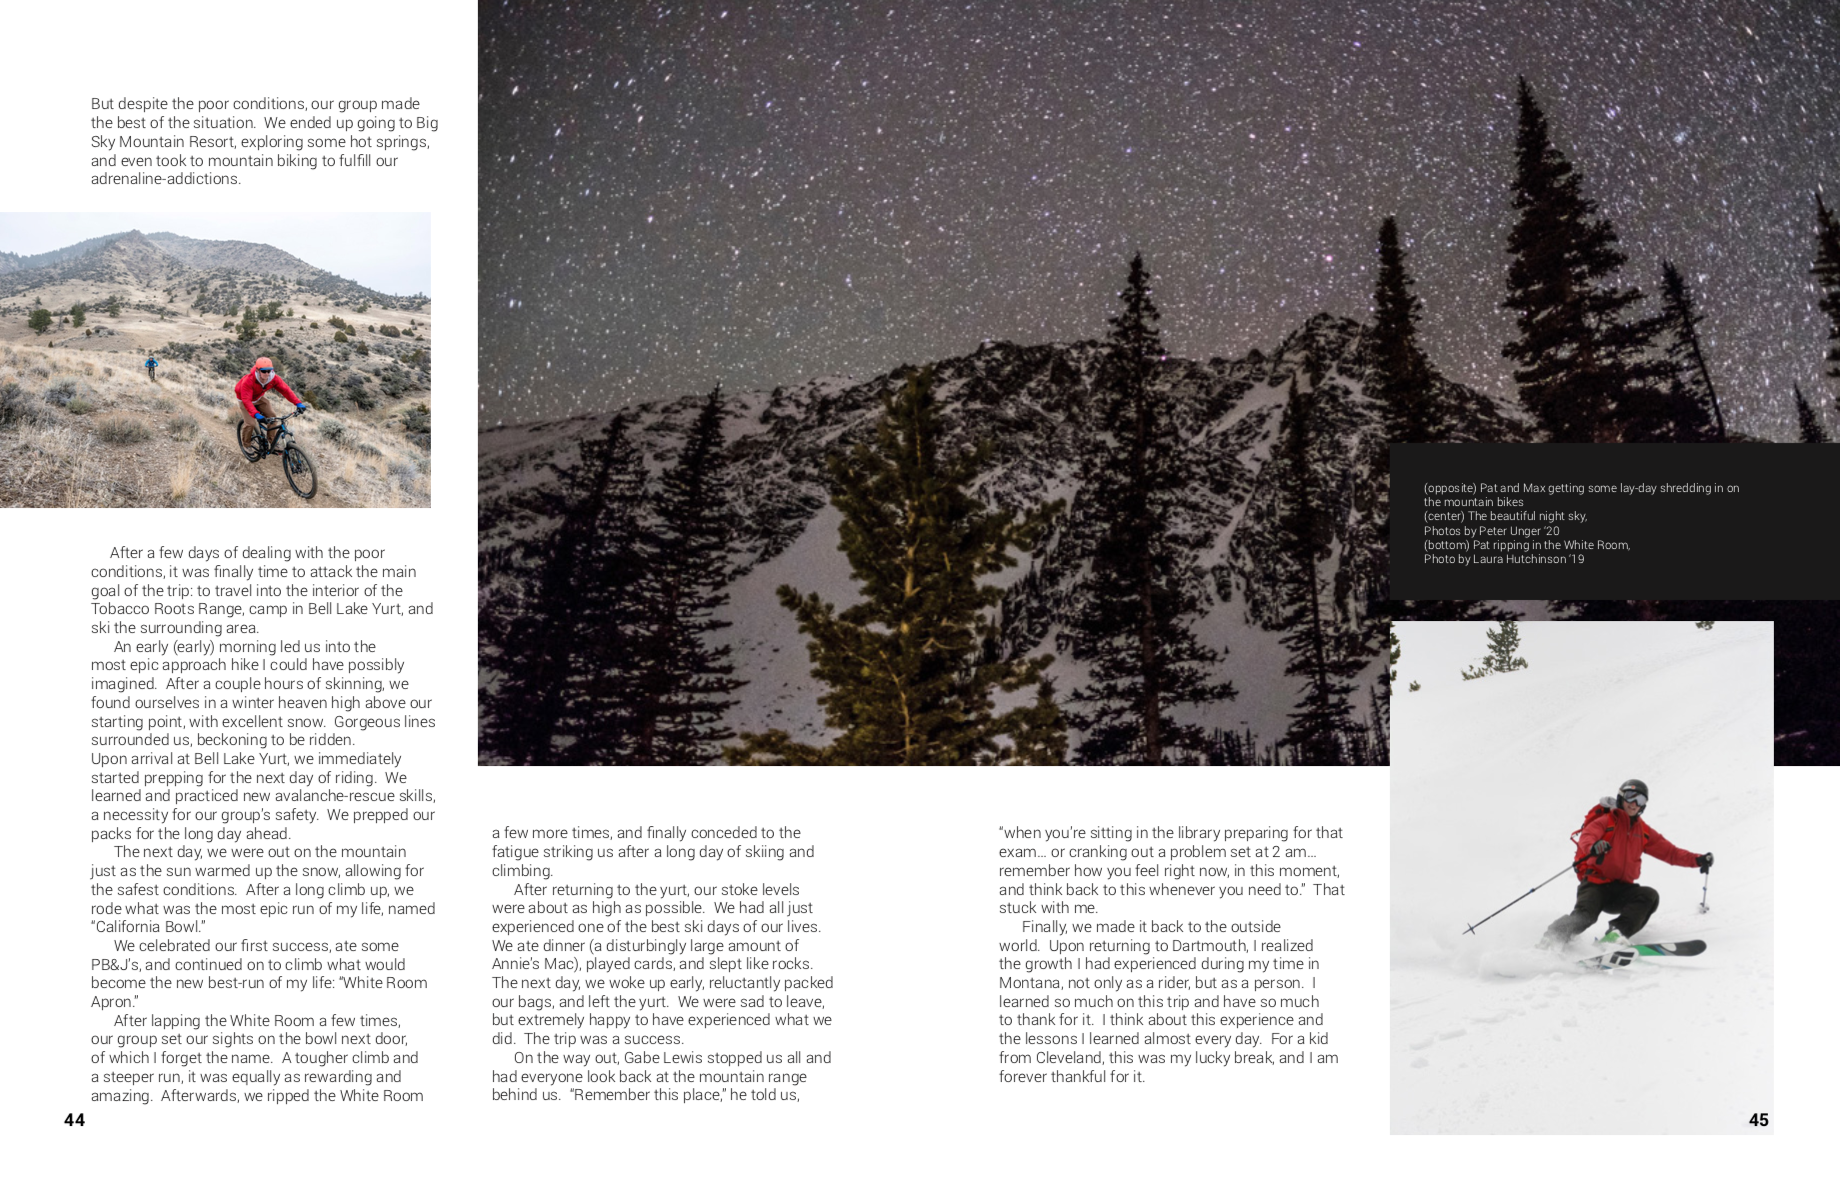 But despite the poor conditions, our group made
the best of the situation.  We ended up going to Big
Sky Mountain Resort, exploring some hot springs,
and even took to mountain biking to fulfill our
adrenaline-addictions.
After a few days of dealing with the poor
conditions, it was finally time to attack the main
goal of the trip: to travel into the interior of the
Tobacco Roots Range, camp in Bell Lake Yurt, and
ski the surrounding area.
An early (early) morning led us into the
most epic approach hike I could have possibly
imagined.  After a couple hours of skinning, we
found ourselves in a winter heaven high above our
starting point, with excellent snow.  Gorgeous lines
surrounded us, beckoning to be ridden.
Upon arrival at Bell Lake Yurt, we immediately
started prepping for the next day of riding.  We
learned and practiced new avalanche-rescue skills,
a necessity for our group's safety.  We prepped our
packs for the long day ahead.
The next day, we were out on the mountain
just as the sun warmed up the snow, allowing for
the safest conditions.  After a long climb up, we
rode what was the most epic run of my life, named
“California Bowl.”
We celebrated our first success, ate some
PB&J's, and continued on to climb what would
become the new best-run of my life: “White Room
Apron.”
After lapping the White Room a few times,
our group set our sights on the bowl next door,
of which I forget the name.  A tougher climb and
a steeper run, it was equally as rewarding and
amazing.  Afterwards, we ripped the White Room
44
a few more times, and finally conceded to the
fatigue striking us after a long day of skiing and
climbing.
After returning to the yurt, our stoke levels
were about as high as possible.  We had all just
experienced one of the best ski days of our lives.
We ate dinner (a disturbingly large amount of
Annie's Mac), played cards, and slept like rocks.
The next day, we woke up early, reluctantly packed
our bags, and left the yurt.  We were sad to leave,
but extremely happy to have experienced what we
did.  The trip was a success.
On the way out, Gabe Lewis stopped us all and
had everyone look back at the mountain range
behind us.  “Remember this place,” he told us,
“when you're sitting in the library preparing for that
exam... or cranking out a problem set at 2 am...
remember how you feel right now, in this moment,
and think back to this whenever you need to.”  That
stuck with me.
Finally, we made it back to the outside
world.  Upon returning to Dartmouth, I realized
the growth I had experienced during my time in
Montana, not only as a rider, but as a person.  I
learned so much on this trip and have so much
to thank for it.  I think about this experience and
the lessons I learned almost every day.  For a kid
from Cleveland, this was my lucky break, and I am
forever thankful for it.
(opposite) Pat and Max getting some lay-day shredding in on
the mountain bikes
(center) The beautiful night sky,
Photos by Peter Unger ‘20
(bottom) Pat ripping in the White Room,
Photo by Laura Hutchinson ‘19
45